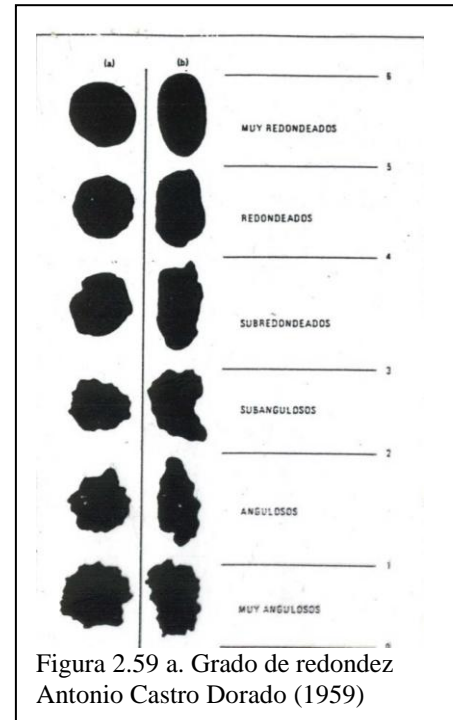 (a) (b)
6
MUY REDONDEADOS
5
REDONDEADOS
4
SUBREDONDEADOS
3
SUBANGULOSOS
2
ANGULOSOS
1
MUY ANGULOSOS
Figura 2.59 a. Grado de redondez
Antonio Castro Dorado (1959)